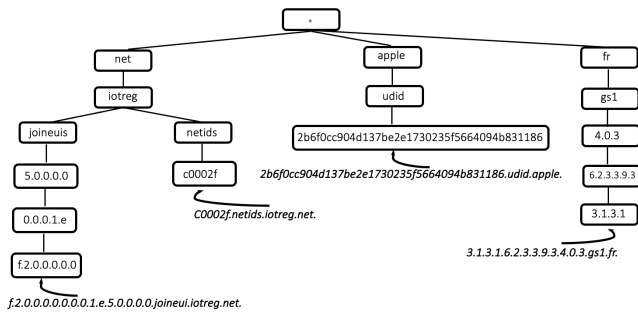 .
net
apple
fr
iotreg
udid
gs1
joineuis
netids
2b6f0cc904d137be2e1730235f5664094b831186
4.0.3
5.0.0.0.0
c0002f
2b6f0cc904d137be2e1730235f5664094b831186.udid.apple.
6.2.3.3.9.3
0.0.0.1.e
C0002f.netids.iotreg.net.
3.1.3.1
f.2.0.0.0.0.0
3.1.3.1.6.2.3.3.9.3.4.0.3.gs1.fr.
f.2.0.0.0.0.0.0.0.1.e.5.0.0.0.0.joineui.iotreg.net.